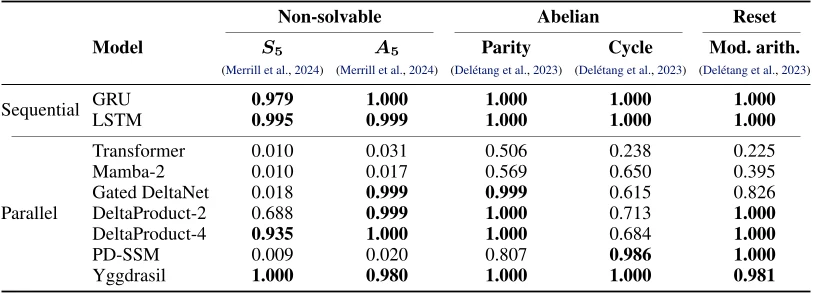 Non-solvable Abelian Reset
Model S5 A5 Parity Cycle Mod. arith.
(Merrill et al., 2024) (Merrill et al., 2024) (Delétang et al., 2023) (Delétang et al., 2023) (Delétang et al., 2023)
Sequential
GRU 0.979 1.000 1.000 1.000 1.000
LSTM 0.995 0.999 1.000 1.000 1.000
Parallel
Transformer 0.010 0.031 0.506 0.238 0.225
Mamba-2 0.010 0.017 0.569 0.650 0.395
Gated DeltaNet 0.018 0.999 0.999 0.615 0.826
DeltaProduct-2 0.688 0.999 1.000 0.713 1.000
DeltaProduct-4 0.935 1.000 1.000 0.684 1.000
PD-SSM 0.009 0.020 0.807 0.986 1.000
Yggdrasil 1.000 0.980 1.000 1.000 0.981